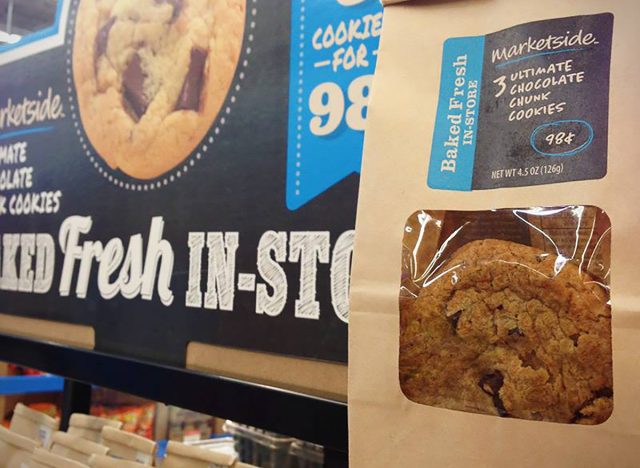 COOKIE
-FOR-
98
rketside.
MATE
OLATE
K COOKIES
KED Fresh IN-STO
Baked Fresh
IN-STORE
marketside.
3 ULTIMATE
CHOCOLATE
CHUNK
COOKIES
98¢
NET WT 4.5 OZ (126g)